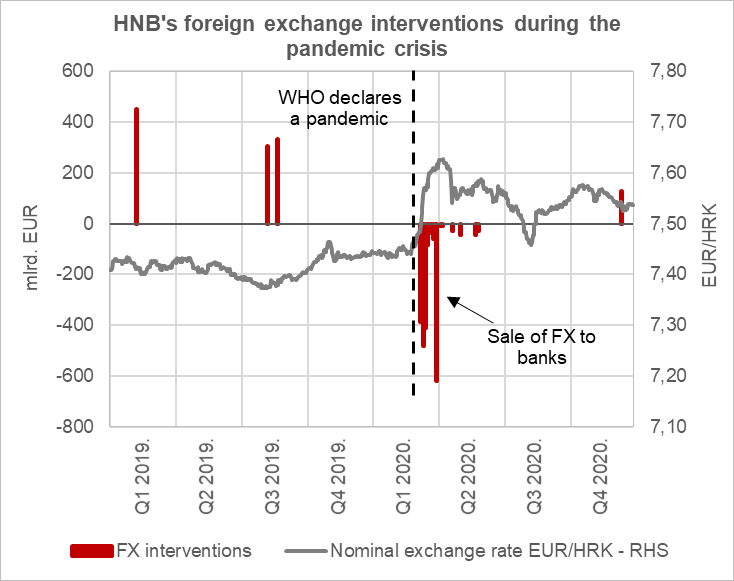 HNB's foreign exchange interventions during the
pandemic crisis
600
400
200
0
-200
-400
-600
-800
mlrd. EUR
7,80
7,70
7,60
7,50
7,40
7,30
7,20
7,10
EUR/HRK
WHO declares
a pandemic
Sale of FX to
banks
Q1 2019.
Q2 2019.
Q3 2019.
Q4 2019.
Q1 2020.
Q2 2020.
Q3 2020.
Q4 2020.
FX interventions
Nominal exchange rate EUR/HRK - RHS